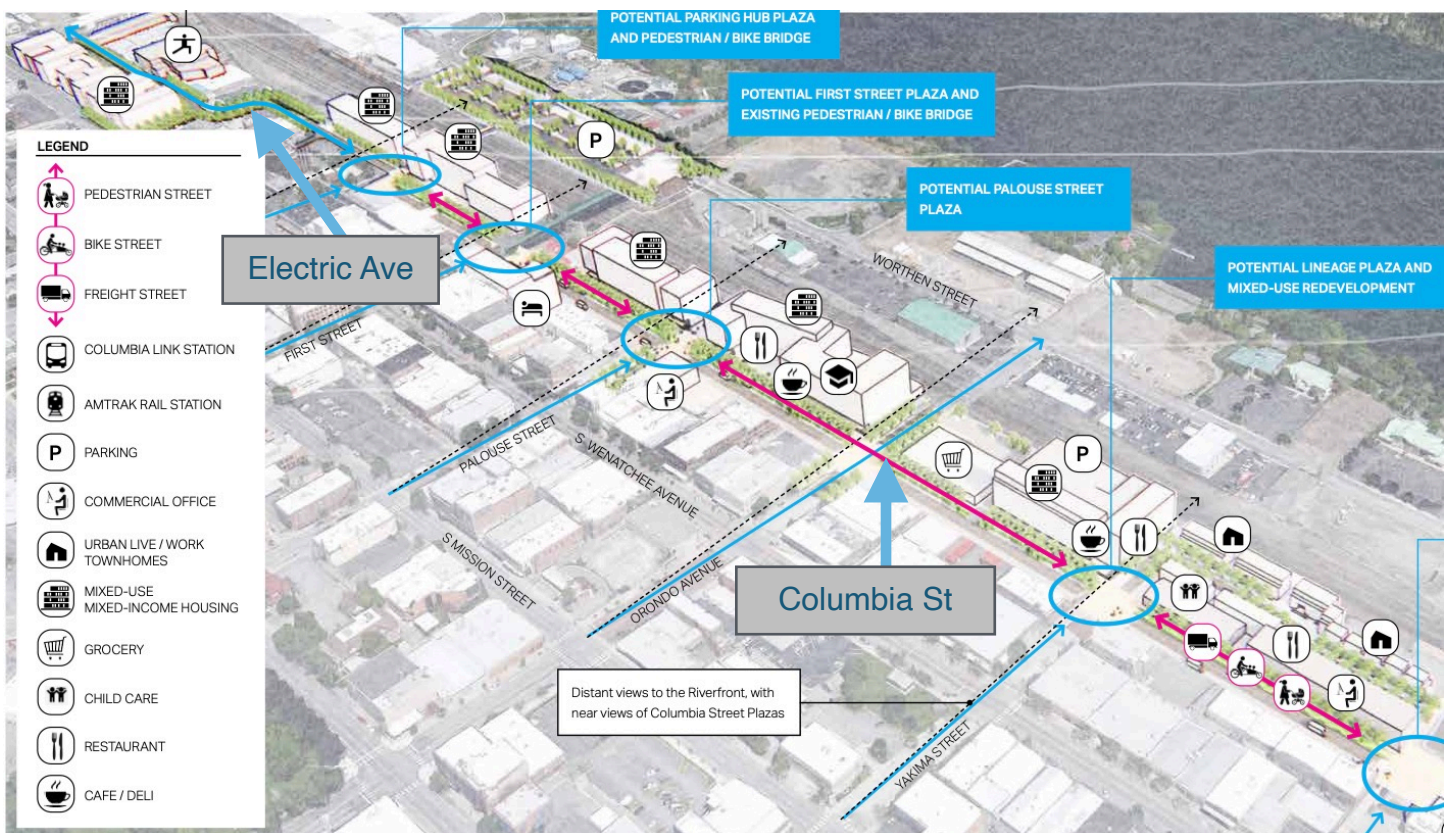 POTENTIAL PARKING HUB PLAZA
AND PEDESTRIAN / BIKE BRIDGE
POTENTIAL FIRST STREET PLAZA AND
EXISTING PEDESTRIAN / BIKE BRIDGE
POTENTIAL PALOUSE STREET
PLAZA
POTENTIAL LINEAGE PLAZA AND
MIXED-USE REDEVELOPMENT
LEGEND
PEDESTRIAN STREET
BIKE STREET
FREIGHT STREET
COLUMBIA LINK STATION
AMTRAK RAIL STATION
P
PARKING
COMMERCIAL OFFICE
URBAN LIVE / WORK
TOWNHOMES
MIXED-USE
MIXED-INCOME HOUSING
GROCERY
CHILD CARE
RESTAURANT
CAFE / DELI
P
Electric Ave
WORTHEN STREET
FIRST STREET
PALOUSE STREET
S WENATCHEE AVENUE
S MISSION STREET
ORONDO AVENUE
P
Columbia St
Distant views to the Riverfront, with
near views of Columbia Street Plazas
YAKIMA STREET